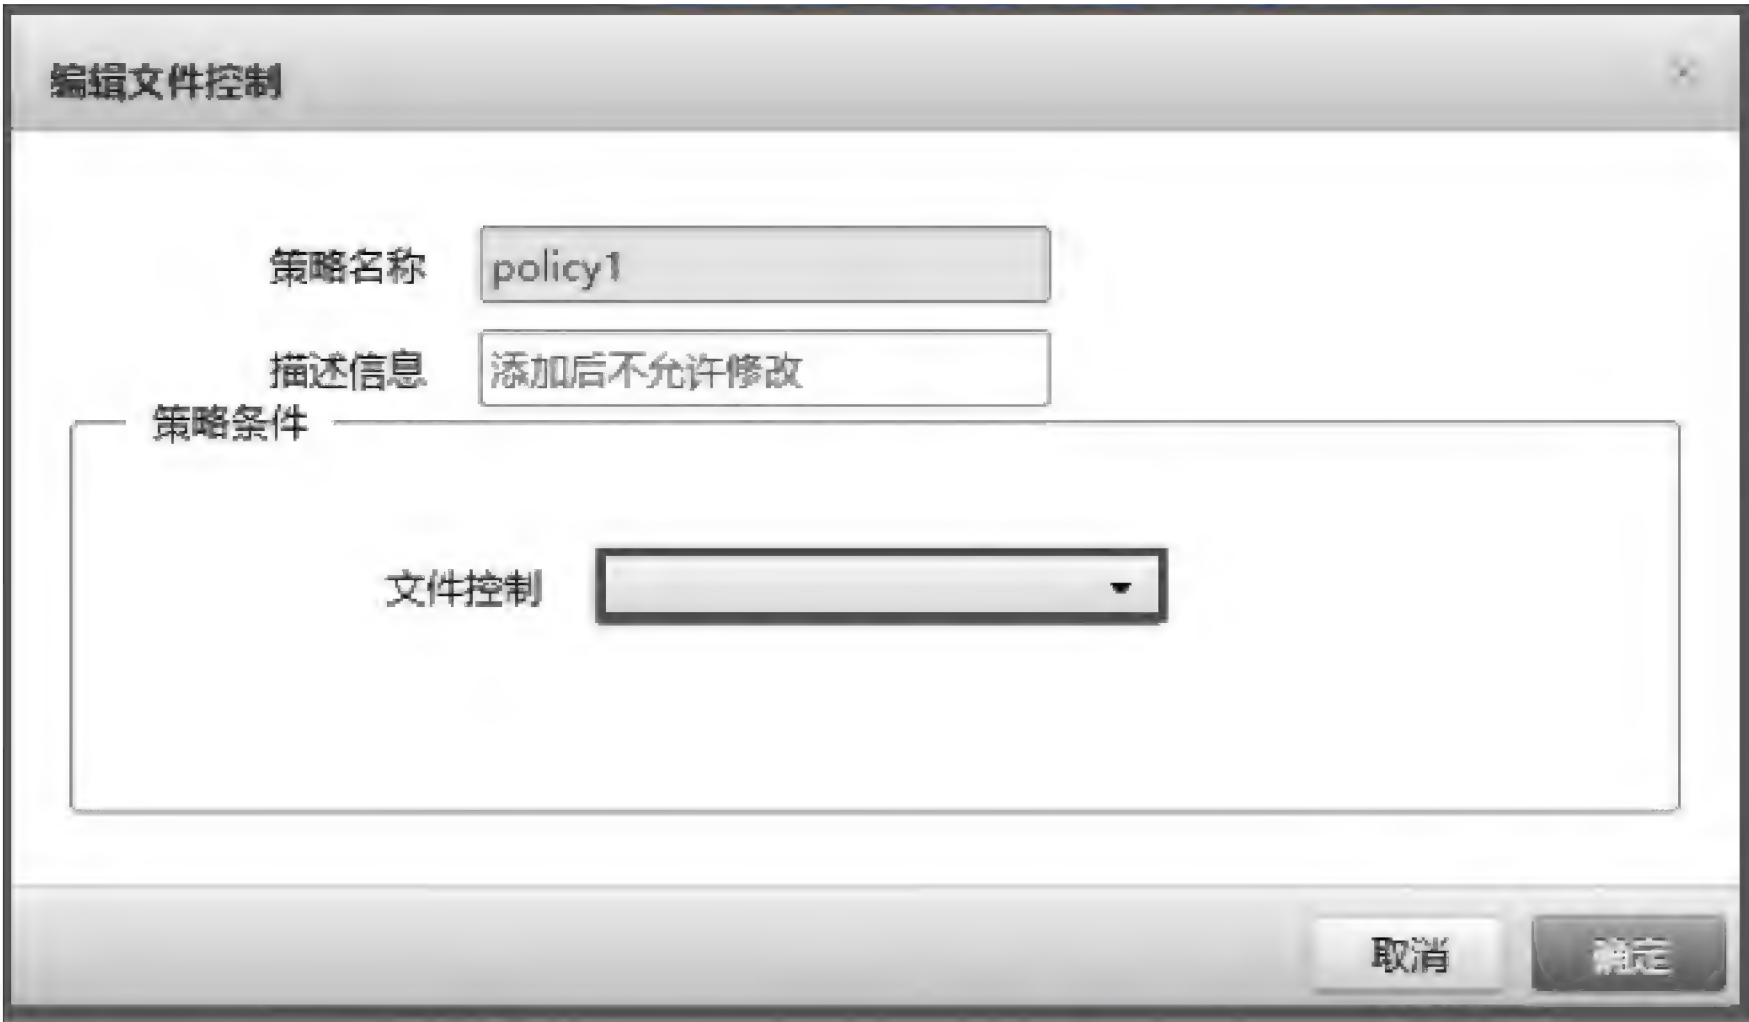 编辑文件控制
×
策略名称 policy1
描述信息 添加后不允许修改
策略条件
文件控制
取消 确定